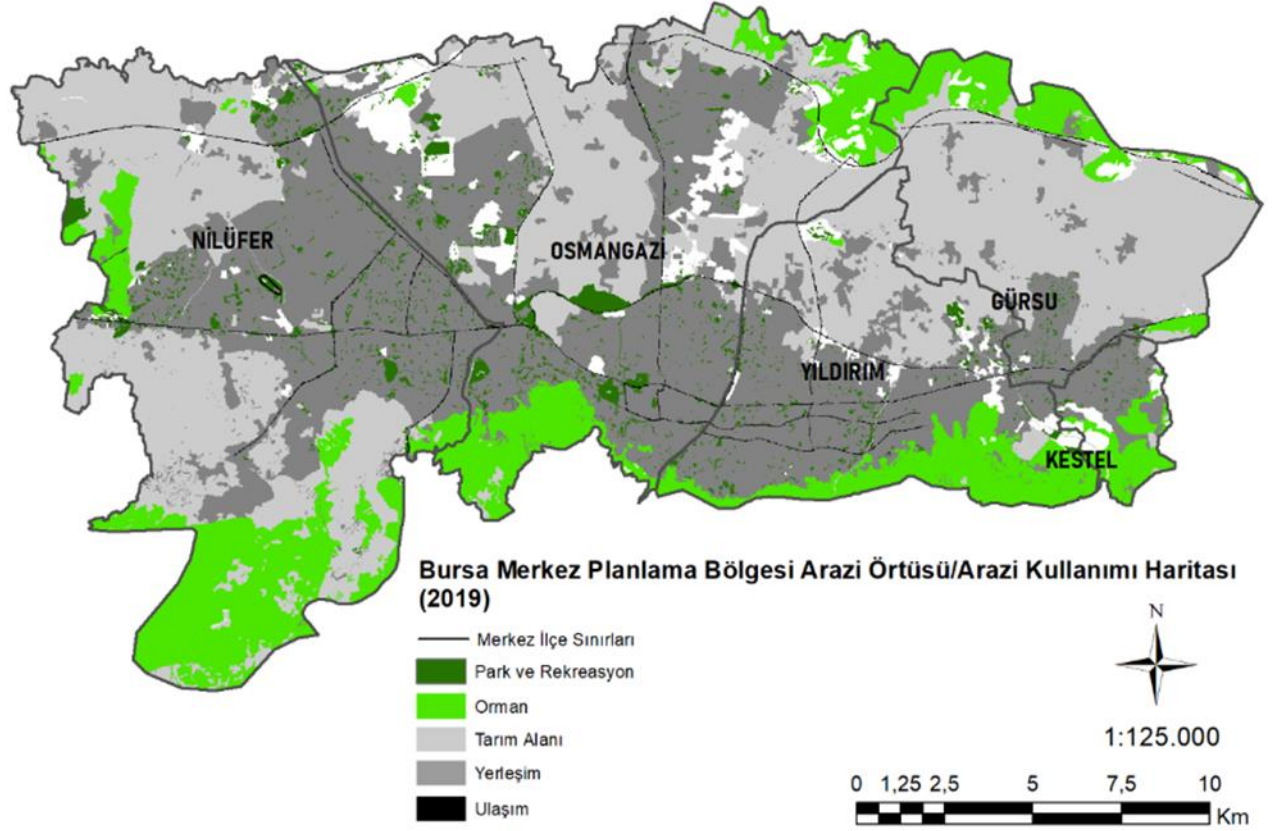 NİLÜFER
OSMANGAZİ
GÜRSU
YILDIRIM
KESTEL
Bursa Merkez Planlama Bölgesi Arazi Örtüsü/Arazi Kullanımı Haritası
(2019)
Merkez İlçe Sınırları
Park ve Rekreasyon
Orman
Tarım Alanı
Yerleşim
Ulaşım
N
1:125.000
0 1,25 2,5 5 7,5 10
Km